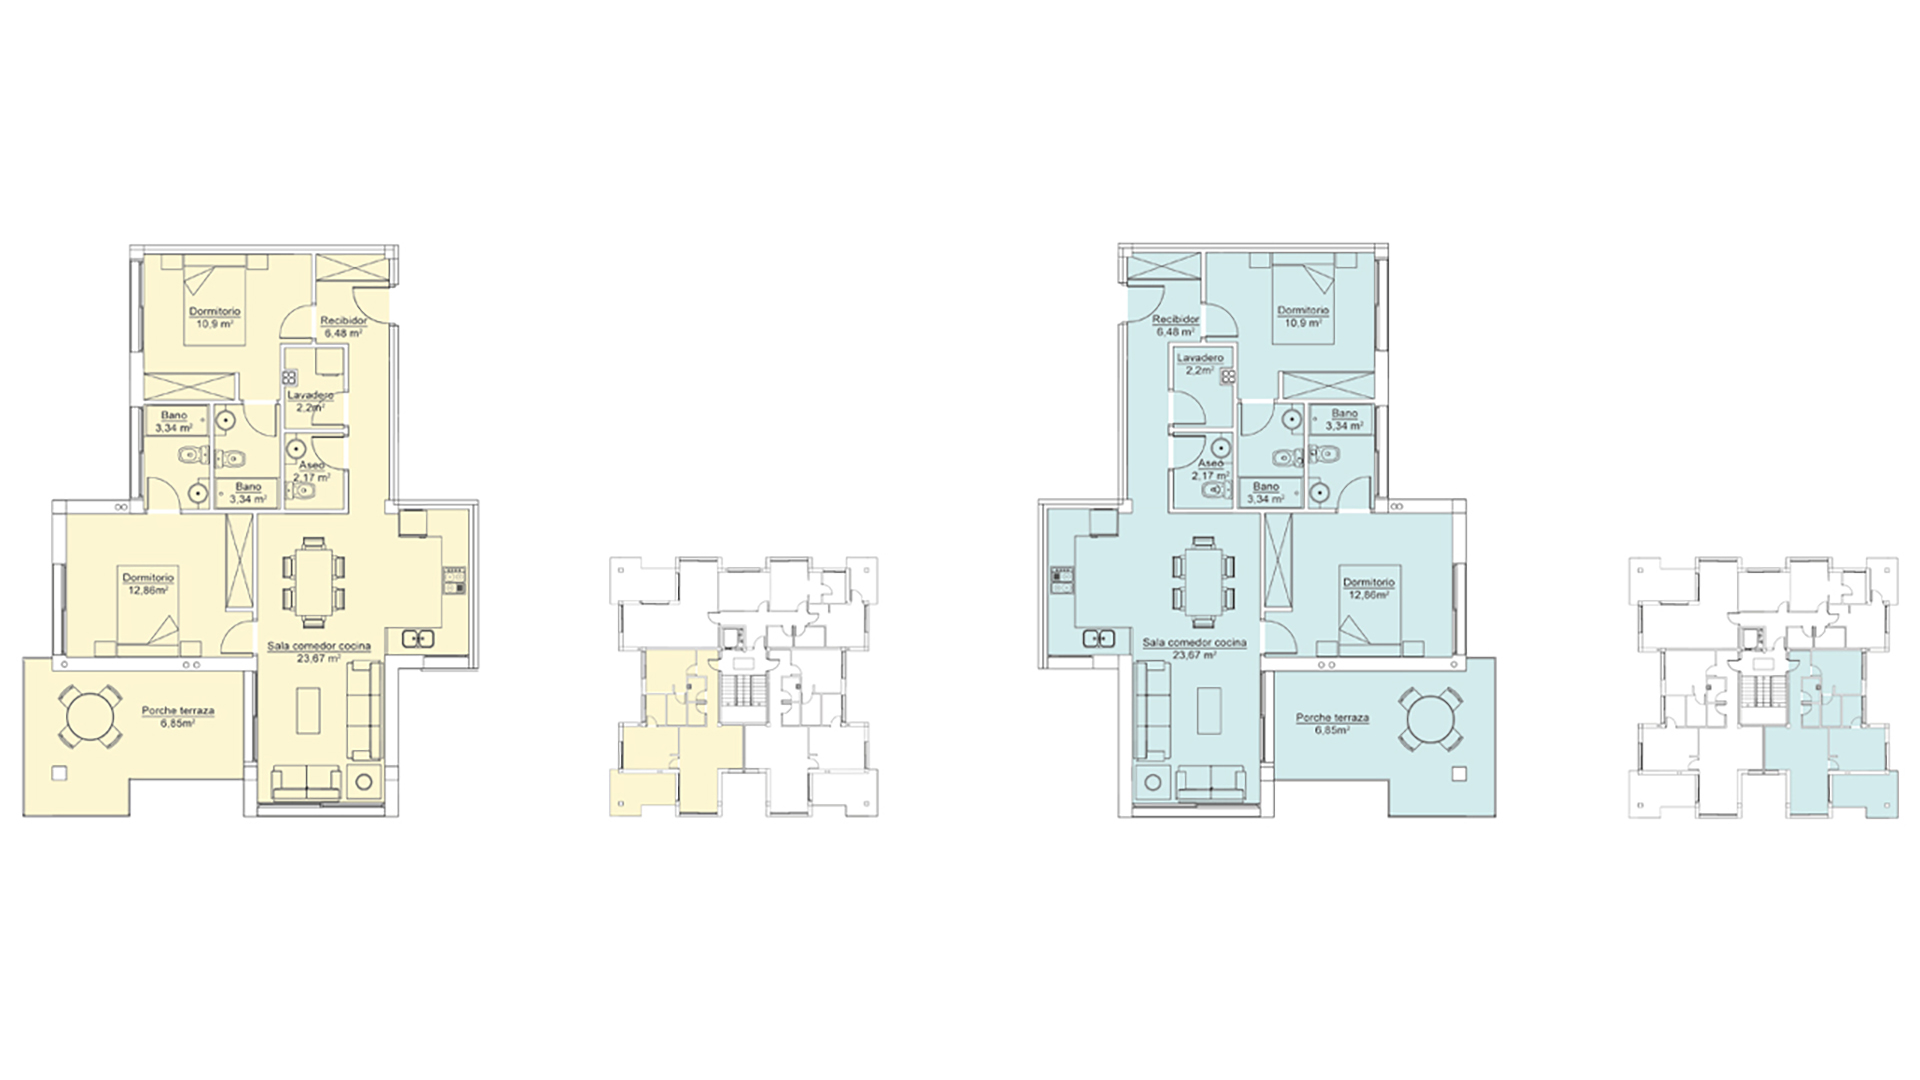 Dormitorio
10,9 m²
Recibidor
6,48 m²
Lavadero
2,2m²
Bano
3,34 m²
Aseo
2,17 m²
Bano
3,34 m²
Dormitorio
12,86m²
Sala comedor cocina
23,67 m²
Porche terraza
6,85m²
Dormitorio
10,9 m²
Recibidor
6,48 m²
Lavadero
2,2m²
Bano
3,34 m²
Aseo
2,17 m²
Bano
3,34 m²
Dormitorio
12,86m²
Sala comedor cocina
23,67 m²
Porche terraza
6,85m²